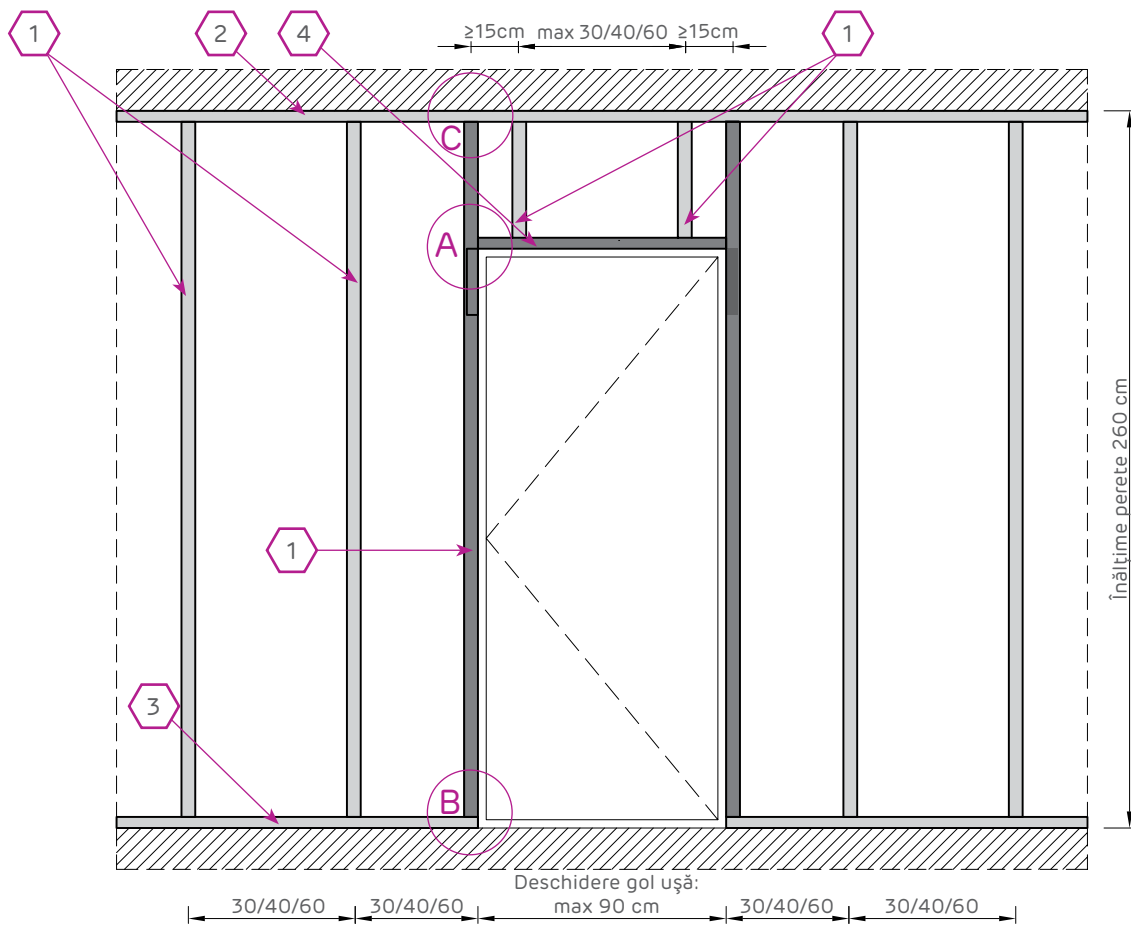 1
2
4
≥15cm max 30/40/60 ≥15cm
1
C
A
1
Înălțime perete 260 cm
3
B
Deschidere gol ușă:
30/40/60 30/40/60 max 90 cm 30/40/60 30/40/60